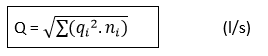 Q = √∑(qᵢ². nᵢ) (l/s)